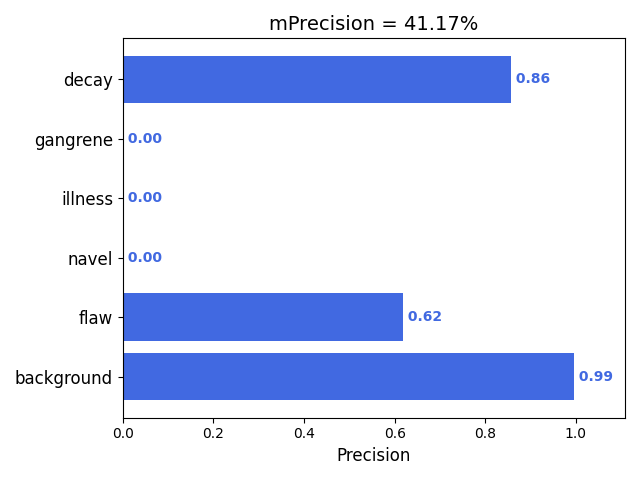 mPrecision = 41.17%
decay 0.86
gangrene 0.00
illness 0.00
navel 0.00
flaw 0.62
background 0.99
0.0 0.2 0.4 0.6 0.8 1.0
Precision